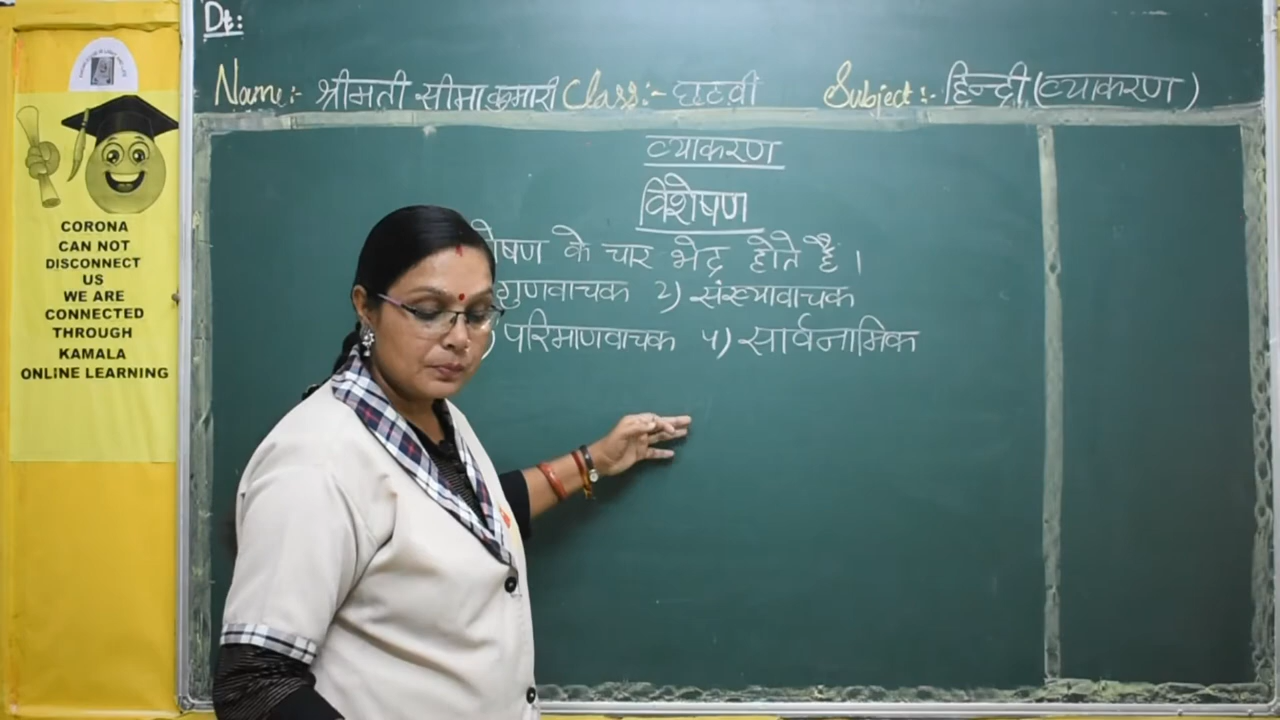 Dt:
Name:- श्रीमती सीमा कुमारी Class:- छठवी Subject:- हिन्दी (व्याकरण)
व्याकरण
विशेषण
के चार भेद होते है।
गुणवाचक 2) संख्यावाचक
परिमाणवाचक 4) सार्वनामिक
CORONA
CAN NOT
DISCONNECT
US
WE ARE
CONNECTED
THROUGH
KAMALA
ONLINE LEARNING